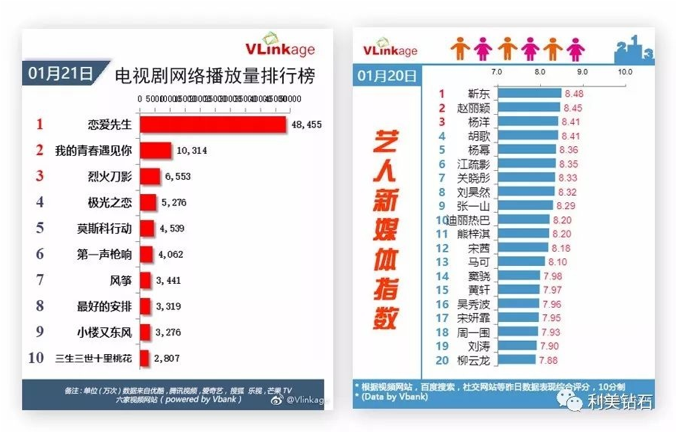 VLinkage
01月21日
电视剧网络播放量排行榜
0 5000 10000 15000 20000 25000 30000 35000 40000 45000 50000
1 恋爱先生 48,455
2 我的青春遇见你 10,314
3 烈火刀影 6,553
4 极光之恋 5,276
5 莫斯科行动 4,539
6 第一声枪响 4,062
7 风筝 3,441
8 最好的安排 3,319
9 小楼又东风 3,276
10 三生三世十里桃花 2,807
备注:单位(万次)数据来自优酷,腾讯视频,爱奇艺,搜狐 乐视,芒果TV
六家视频网站 (powered by Vbank)
@Vlinkage
VLinkage
2 1 3
01月20日
7.0 8.0 9.0 10.0
艺人新媒体指数
1 靳东 8.48
2 赵丽颖 8.45
3 杨洋 8.41
4 胡歌 8.41
5 杨幂 8.36
6 江疏影 8.35
7 关晓彤 8.33
8 刘昊然 8.32
9 张一山 8.29
10 迪丽热巴 8.20
11 熊梓淇 8.20
12 宋茜 8.18
13 马可 8.10
14 窦骁 7.98
15 黄轩 7.97
16 吴秀波 7.96
17 宋妍霏 7.95
18 周一围 7.93
19 刘涛 7.90
20 柳云龙 7.88
* 根据视频网站,百度搜索,社交网站等昨日数据表现综合评分,10分制
* (Data by Vbank)
利美钻石